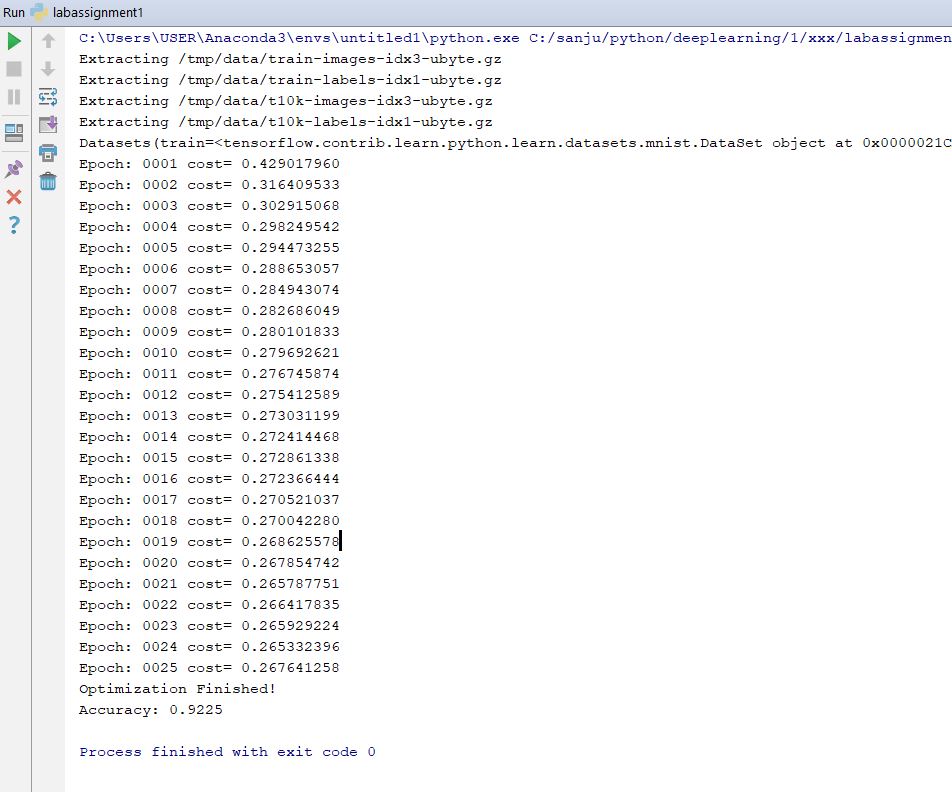 Run labassignment1
C:\Users\USER\Anaconda3\envs\untitled1\python.exe C:/sanju/python/deeplearning/1/xxx/labassignmen
Extracting /tmp/data/train-images-idx3-ubyte.gz
Extracting /tmp/data/train-labels-idx1-ubyte.gz
Extracting /tmp/data/t10k-images-idx3-ubyte.gz
Extracting /tmp/data/t10k-labels-idx1-ubyte.gz
Datasets(train=<tensorflow.contrib.learn.python.learn.datasets.mnist.DataSet object at 0x0000021C
Epoch: 0001 cost= 0.429017960
Epoch: 0002 cost= 0.316409533
Epoch: 0003 cost= 0.302915068
Epoch: 0004 cost= 0.298249542
Epoch: 0005 cost= 0.294473255
Epoch: 0006 cost= 0.288653057
Epoch: 0007 cost= 0.284943074
Epoch: 0008 cost= 0.282686049
Epoch: 0009 cost= 0.280101833
Epoch: 0010 cost= 0.279692621
Epoch: 0011 cost= 0.276745874
Epoch: 0012 cost= 0.275412589
Epoch: 0013 cost= 0.273031199
Epoch: 0014 cost= 0.272414468
Epoch: 0015 cost= 0.272861338
Epoch: 0016 cost= 0.272366444
Epoch: 0017 cost= 0.270521037
Epoch: 0018 cost= 0.270042280
Epoch: 0019 cost= 0.268625578
Epoch: 0020 cost= 0.267854742
Epoch: 0021 cost= 0.265787751
Epoch: 0022 cost= 0.266417835
Epoch: 0023 cost= 0.265929224
Epoch: 0024 cost= 0.265332396
Epoch: 0025 cost= 0.267641258
Optimization Finished!
Accuracy: 0.9225
Process finished with exit code 0